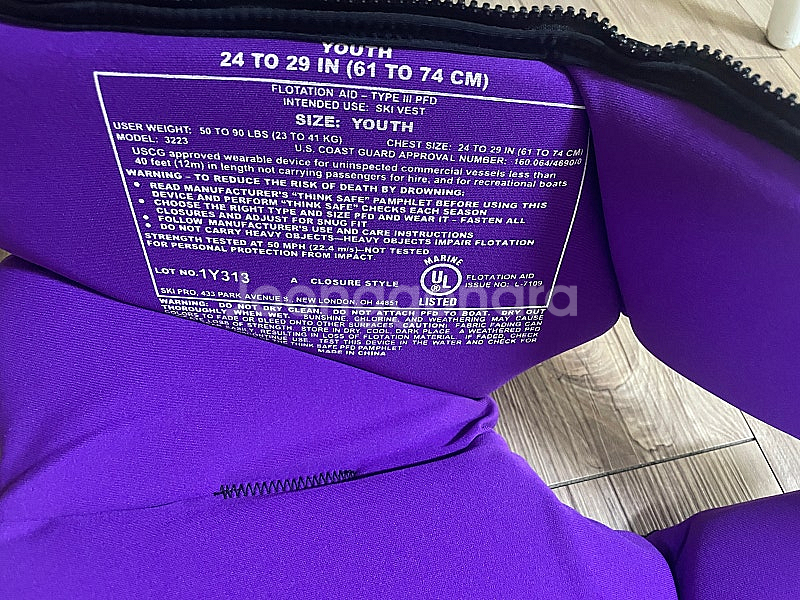 YOUTH
24 TO 29 IN (61 TO 74 CM)
FLOTATION AID – TYPE III PFD
INTENDED USE: SKI VEST
SIZE: YOUTH
USER WEIGHT: 50 TO 90 LBS (23 TO 41 KG) CHEST SIZE: 24 TO 29 IN (61 TO 74 CM)
MODEL: 3223 U.S. COAST GUARD APPROVAL NUMBER: 160.064/4690/0
USCG approved wearable device for uninspected commercial vessels less than
40 feet (12m) in length not carrying passengers for hire, and for recreational boats
WARNING – TO REDUCE THE RISK OF DEATH BY DROWNING:
• READ MANUFACTURER'S "THINK SAFE" PAMPHLET BEFORE USING THIS
DEVICE AND PERFORM "THINK SAFE" CHECKS EACH SEASON
• CHOOSE THE RIGHT TYPE AND SIZE PFD AND WEAR IT – FASTEN ALL
CLOSURES AND ADJUST FOR SNUG FIT
• FOLLOW MANUFACTURER'S USE AND CARE INSTRUCTIONS
• DO NOT CARRY HEAVY OBJECTS—HEAVY OBJECTS IMPAIR FLOTATION
STRENGTH TESTED AT 50 MPH (22.4 m/s)–NOT TESTED
FOR PERSONAL PROTECTION FROM IMPACT.
LOT NO. 1Y313 A CLOSURE STYLE
MARINE
UL ®
LISTED
FLOTATION AID
ISSUE NO: L-7109
SKI PRO, 433 PARK AVENUE S., NEW LONDON, OH 44851
WARNING: DO NOT DRY CLEAN. DO NOT ATTACH PFD TO BOAT. DRY OUT
THOROUGHLY WHEN WET. SUNSHINE, CHLORINE, AND WEATHERING MAY CAUSE
COLORS TO FADE OR BLEED ONTO OTHER SURFACES. CAUTION: FABRIC FADING CAN
LOSS OF STRENGTH. STORE IN DRY, COOL, DARK PLACE. A WEATHERED PFD
EASILY, RESULTING IN LOSS OF FLOTATION MATERIAL. IF FADED, CHECK
USE. TEST THIS DEVICE IN THE WATER AND CHECK FOR
THINK SAFE PFD PAMPHLET.
MADE IN CHINA